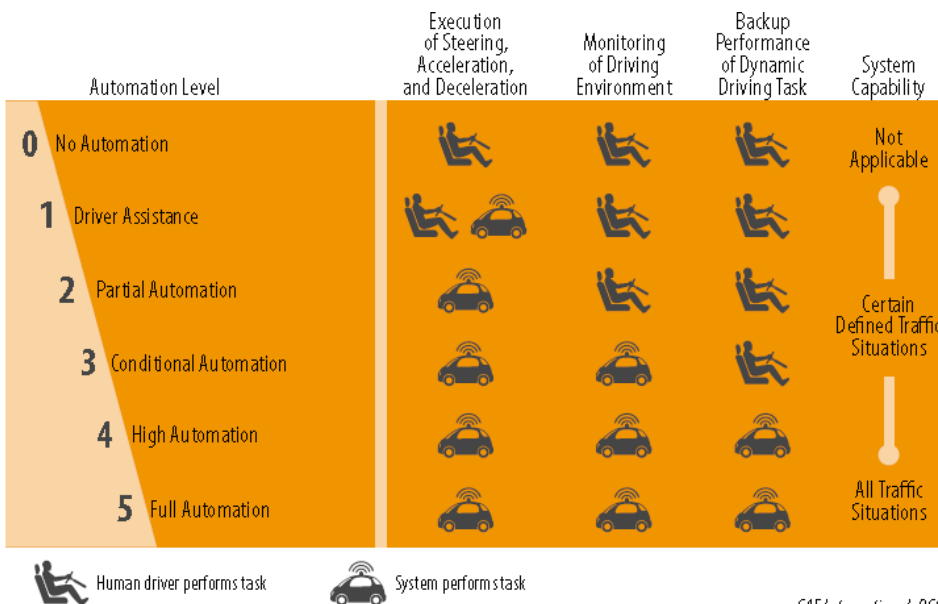 Execution
of Steering,
Acceleration,
and Deceleration
Monitoring
of Driving
Environment
Backup
Performance
of Dynamic
Driving Task
System
Capability
Automation Level
0 No Automation
Not
Applicable
1 Driver Assistance
2 Partial Automation
Certain
Defined Traffic
Situations
3 Conditional Automation
4 High Automation
5 Full Automation
All Traffic
Situations
Human driver performs task
System performs task